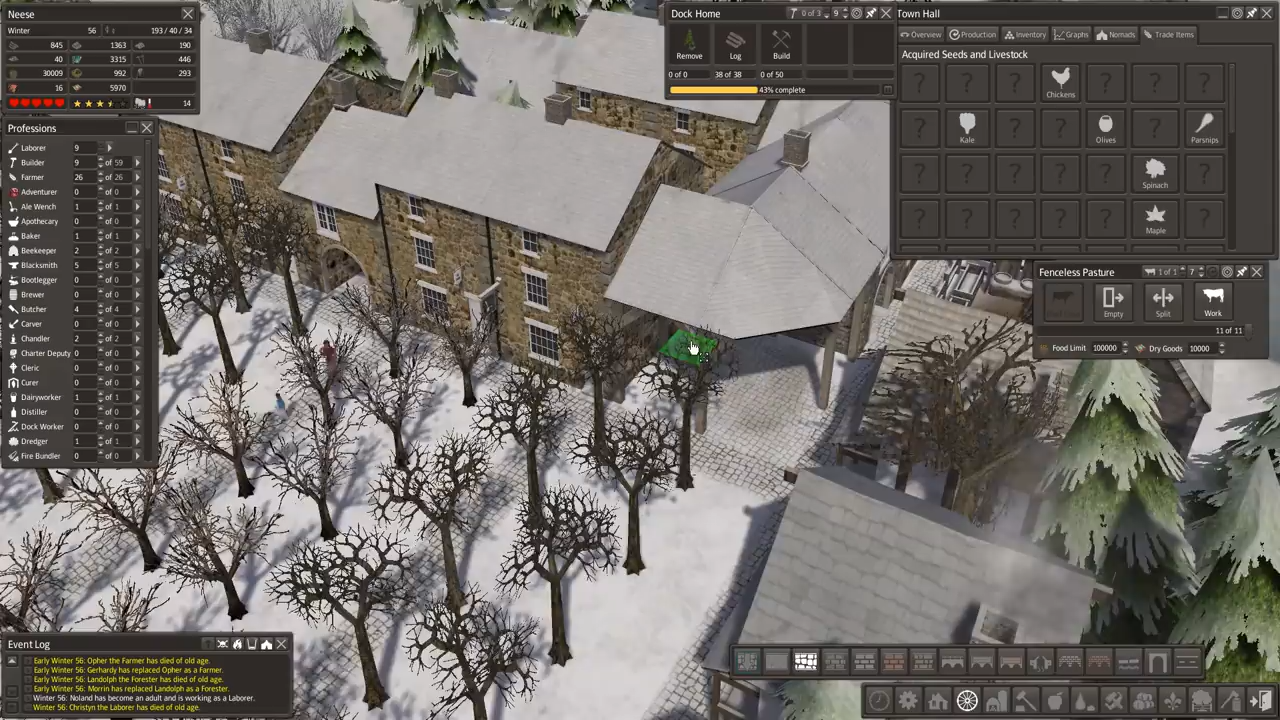 Neese
Winter 56 193 / 40 / 34
845 1363 190
40 3315 446
30009 992 293
16 5970
14
Professions
Laborer 9
Builder 9 of 59
Farmer 26 of 26
Adventurer 0 of 0
Ale Wench 1 of 1
Apothecary 0 of 0
Baker 1 of 1
Beekeeper 2 of 2
Blacksmith 5 of 5
Bootlegger 0 of 0
Brewer 0 of 0
Butcher 4 of 4
Carver 0 of 0
Chandler 2 of 2
Charter Deputy 0 of 0
Cleric 0 of 0
Curer 0 of 0
Dairyworker 1 of 1
Distiller 0 of 0
Dock Worker 0 of 0
Dredger 1 of 1
Fire Bundler 0 of 0
Event Log
Early Winter 56: Opher the Farmer has died of old age.
Early Winter 56: Gerhardy has replaced Opher as a Farmer.
Early Winter 56: Landolph the Forester has died of old age.
Early Winter 56: Morrin has replaced Landolph as a Forester.
Winter 56: Noland has become an adult and is working as a Laborer.
Winter 56: Christyn the Laborer has died of old age.
Dock Home 0 of 3 9
Remove Log Build
0 of 0 38 of 38 0 of 50
43% complete
Town Hall
Overview Production Inventory Graphs Nomads Trade Items
Acquired Seeds and Livestock
? ? ? Chickens ? ? ?
? Kale ? ? Olives ? Parsnips
? ? ? ? ? Spinach ?
? ? ? ? ? Maple ?
Fenceless Pasture 1 of 1 7
Empty Split Work
11 of 11
Food Limit 100000 Dry Goods 10000